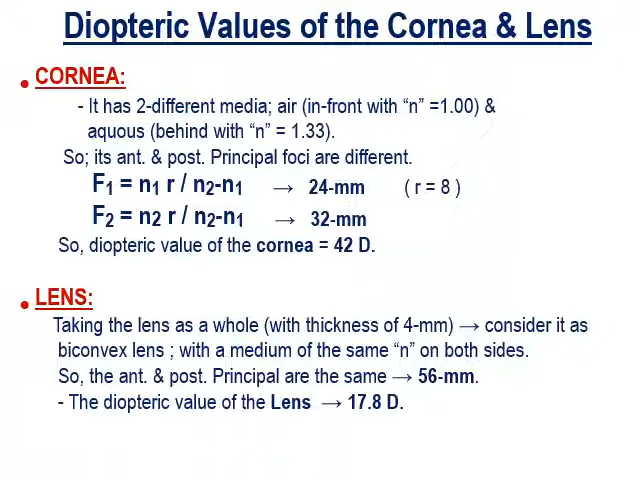 Diopteric Values of the Cornea & Lens
• CORNEA:
- It has 2-different media; air (in-front with “n” =1.00) &
aquous (behind with “n” = 1.33).
So; its ant. & post. Principal foci are different.
F1 = n1 r / n2-n1 → 24-mm ( r = 8 )
F2 = n2 r / n2-n1 → 32-mm
So, diopteric value of the cornea = 42 D.
• LENS:
Taking the lens as a whole (with thickness of 4-mm) → consider it as
biconvex lens ; with a medium of the same “n” on both sides.
So, the ant. & post. Principal are the same → 56-mm.
- The diopteric value of the Lens → 17.8 D.